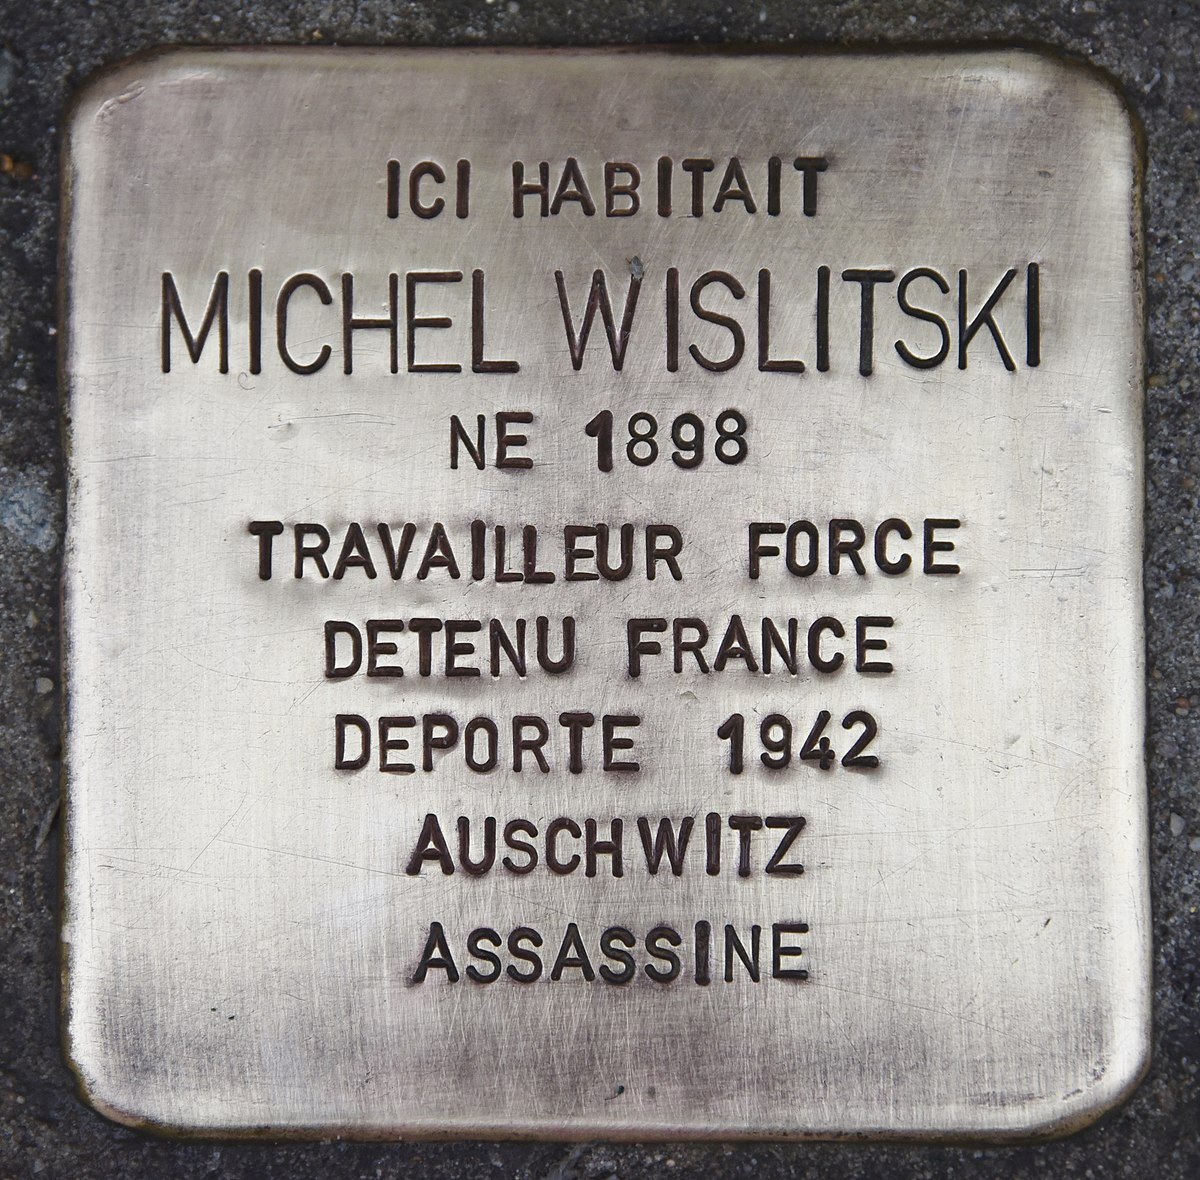 ICI HABITAIT
MICHEL WISLITSKI
NE 1898
TRAVAILLEUR FORCE
DETENU FRANCE
DEPORTE 1942
AUSCHWITZ
ASSASSINE